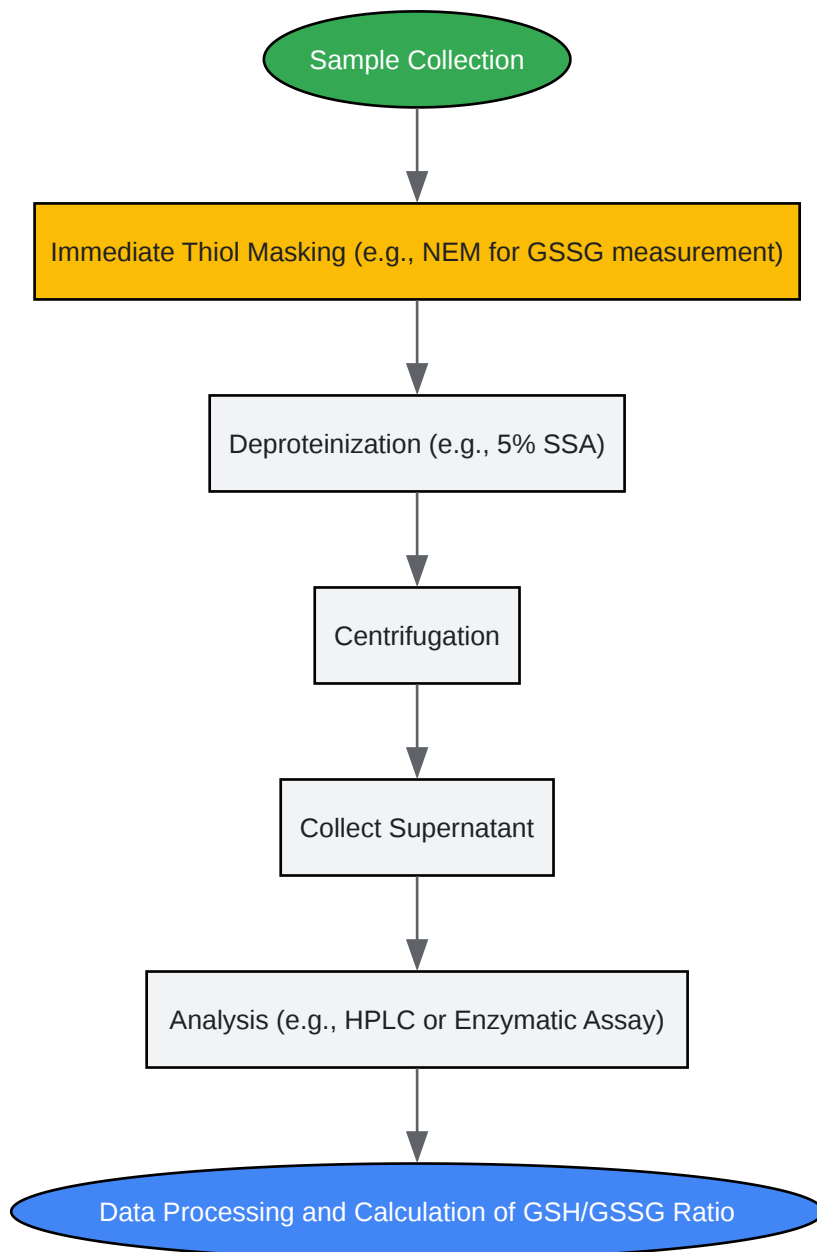 Sample Collection
Immediate Thiol Masking (e.g., NEM for GSSG measurement)
Deproteinization (e.g., 5% SSA)
Centrifugation
Collect Supernatant
Analysis (e.g., HPLC or Enzymatic Assay)
Data Processing and Calculation of GSH/GSSG Ratio